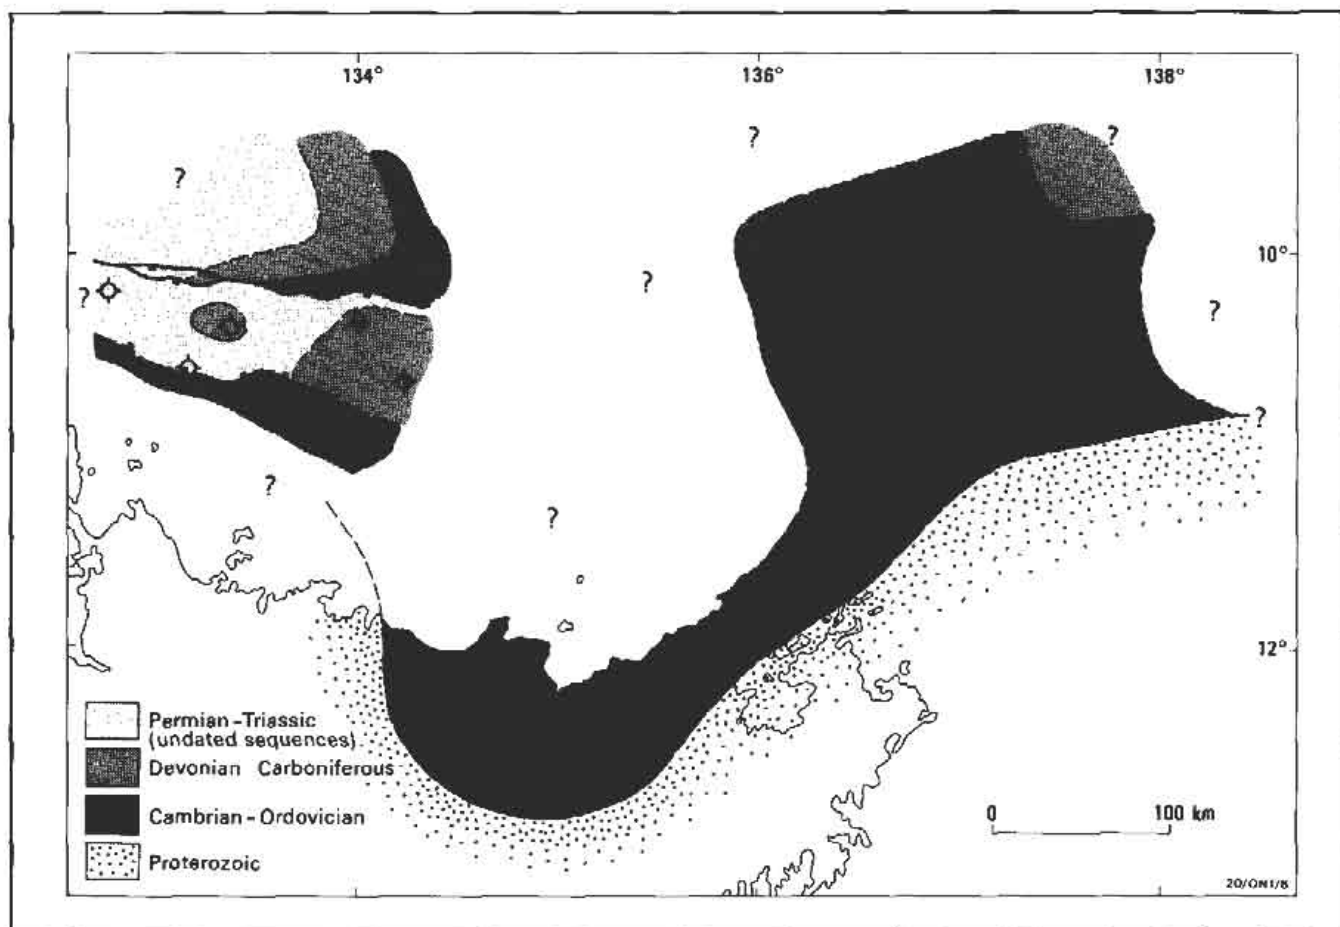 134° 136° 138°
?
?
?
10°
?
?
?
?
?
?
12°
Permian-Triassic
(undated sequences)
Devonian Carboniferous
Cambrian-Ordovician
Proterozoic
0 100 km
20/ON1/8